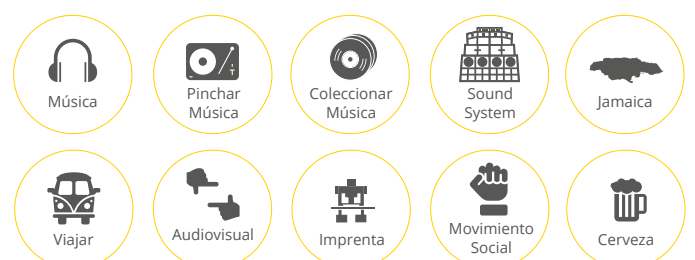 Música
Pinchar
Música
Coleccionar
Música
Sound
System
Jamaica
Viajar
Audiovisual
Imprenta
Movimiento
Social
Cerveza